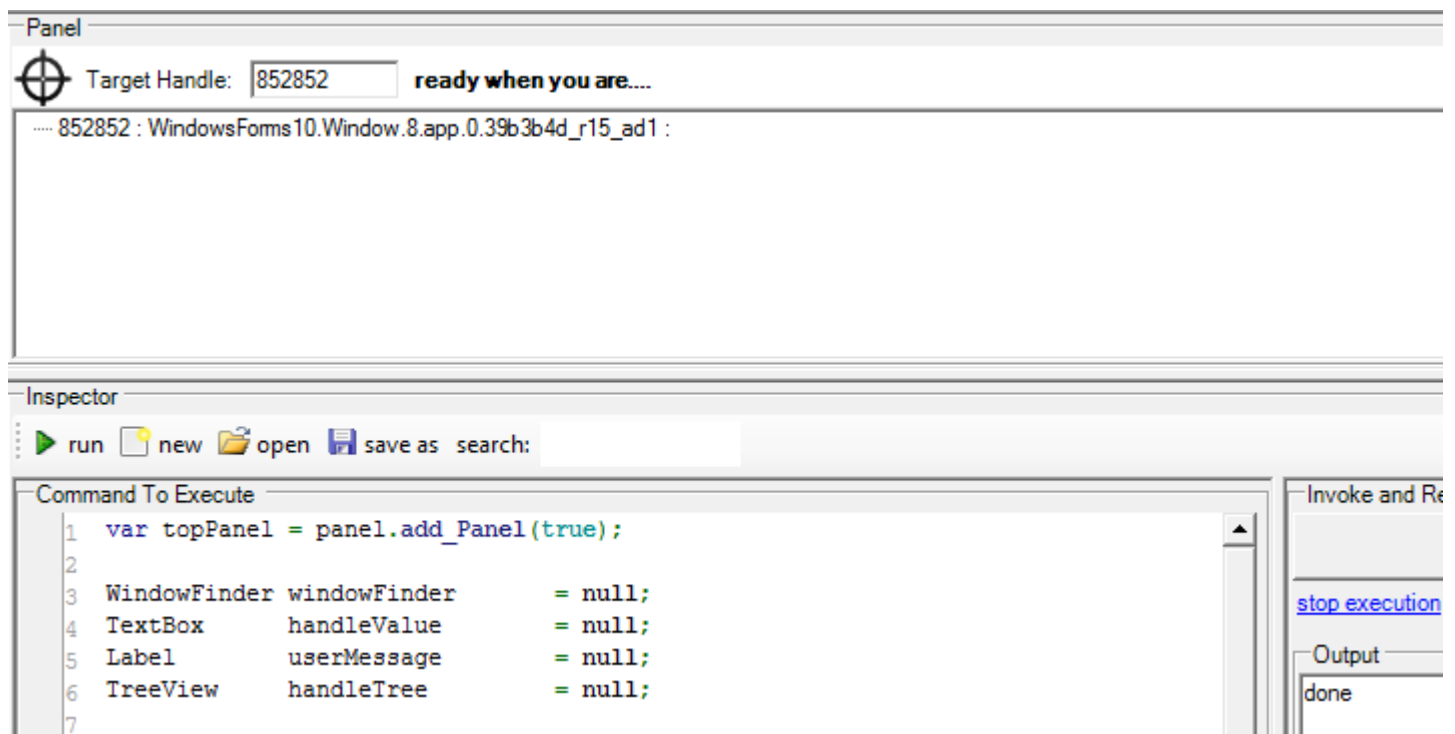 Panel
Target Handle: 852852 ready when you are....
852852 : WindowsForms10.Window.8.app.0.39b3b4d_r15_ad1 :
Inspector
run new open save as search:
Command To Execute
Invoke and Re
1 var topPanel = panel.add_Panel(true);
2
3 WindowFinder windowFinder = null;
stop execution
4 TextBox handleValue = null;
5 Label userMessage = null;
Output
6 TreeView handleTree = null;
done
7